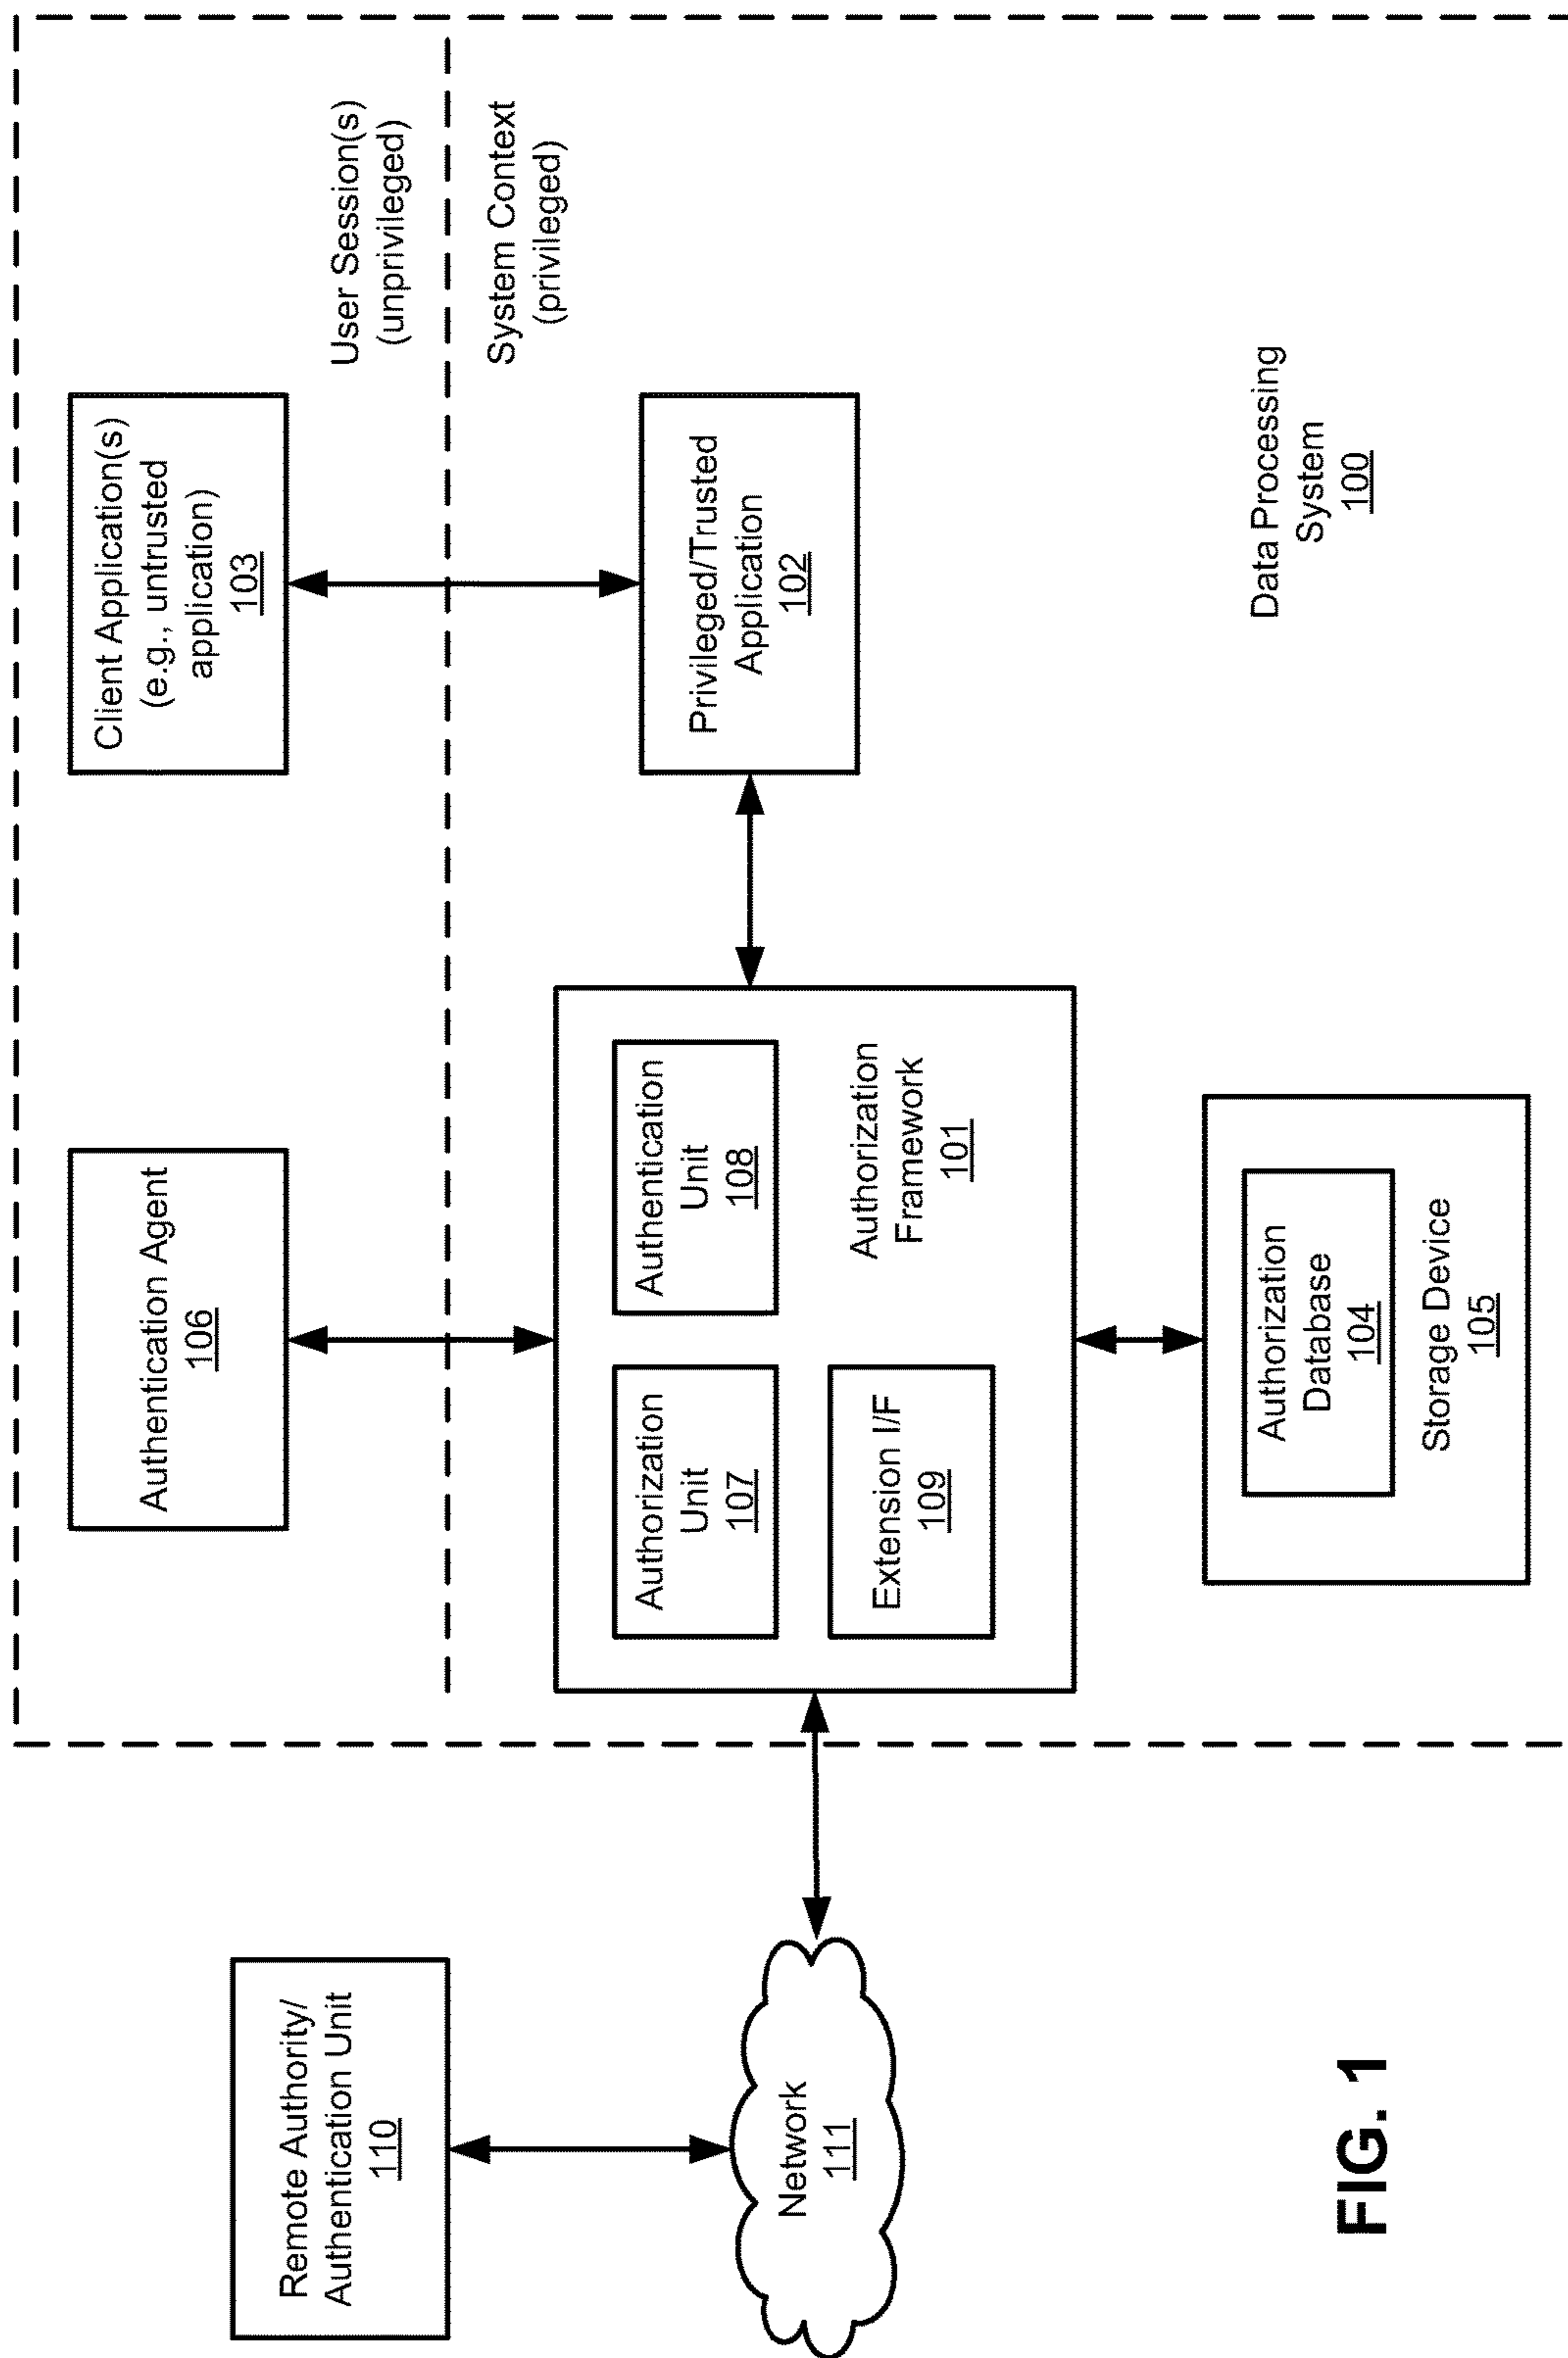 Remote Authority/
Authentication Unit
110
Network
111
Authentication Agent
106
Client Application(s)
(e.g., untrusted
application)
103
User Session(s)
(unprivileged)
System Context
(privileged)
Authorization
Unit
107
Authentication
Unit
108
Extension I/F
109
Authorization
Framework
101
Privileged/Trusted
Application
102
Authorization
Database
104
Storage Device
105
Data Processing
System
100
FIG. 1